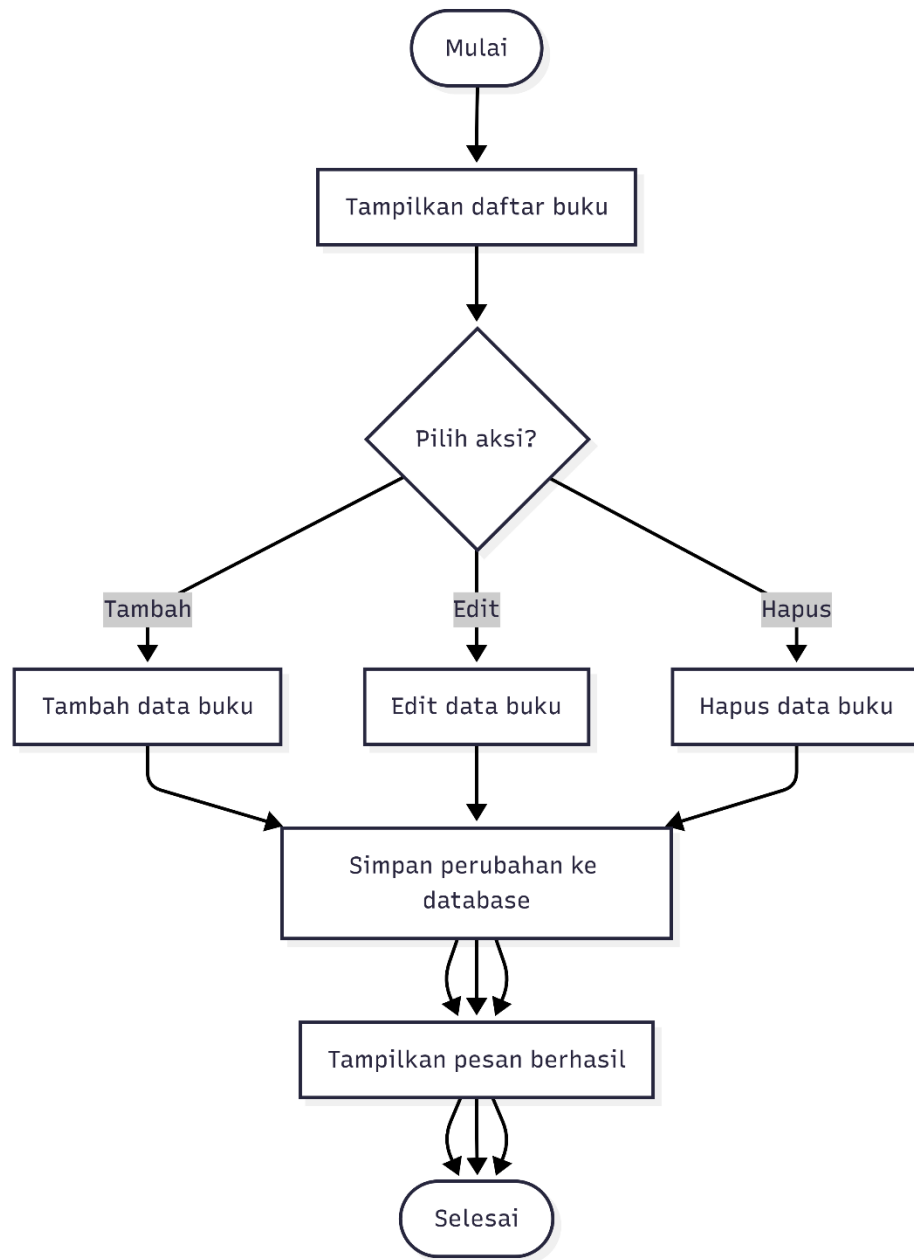 Mulai
Tampilkan daftar buku
Pilih aksi?
Tambah
Edit
Hapus
Tambah data buku
Edit data buku
Hapus data buku
Simpan perubahan ke
database
Tampilkan pesan berhasil
Selesai